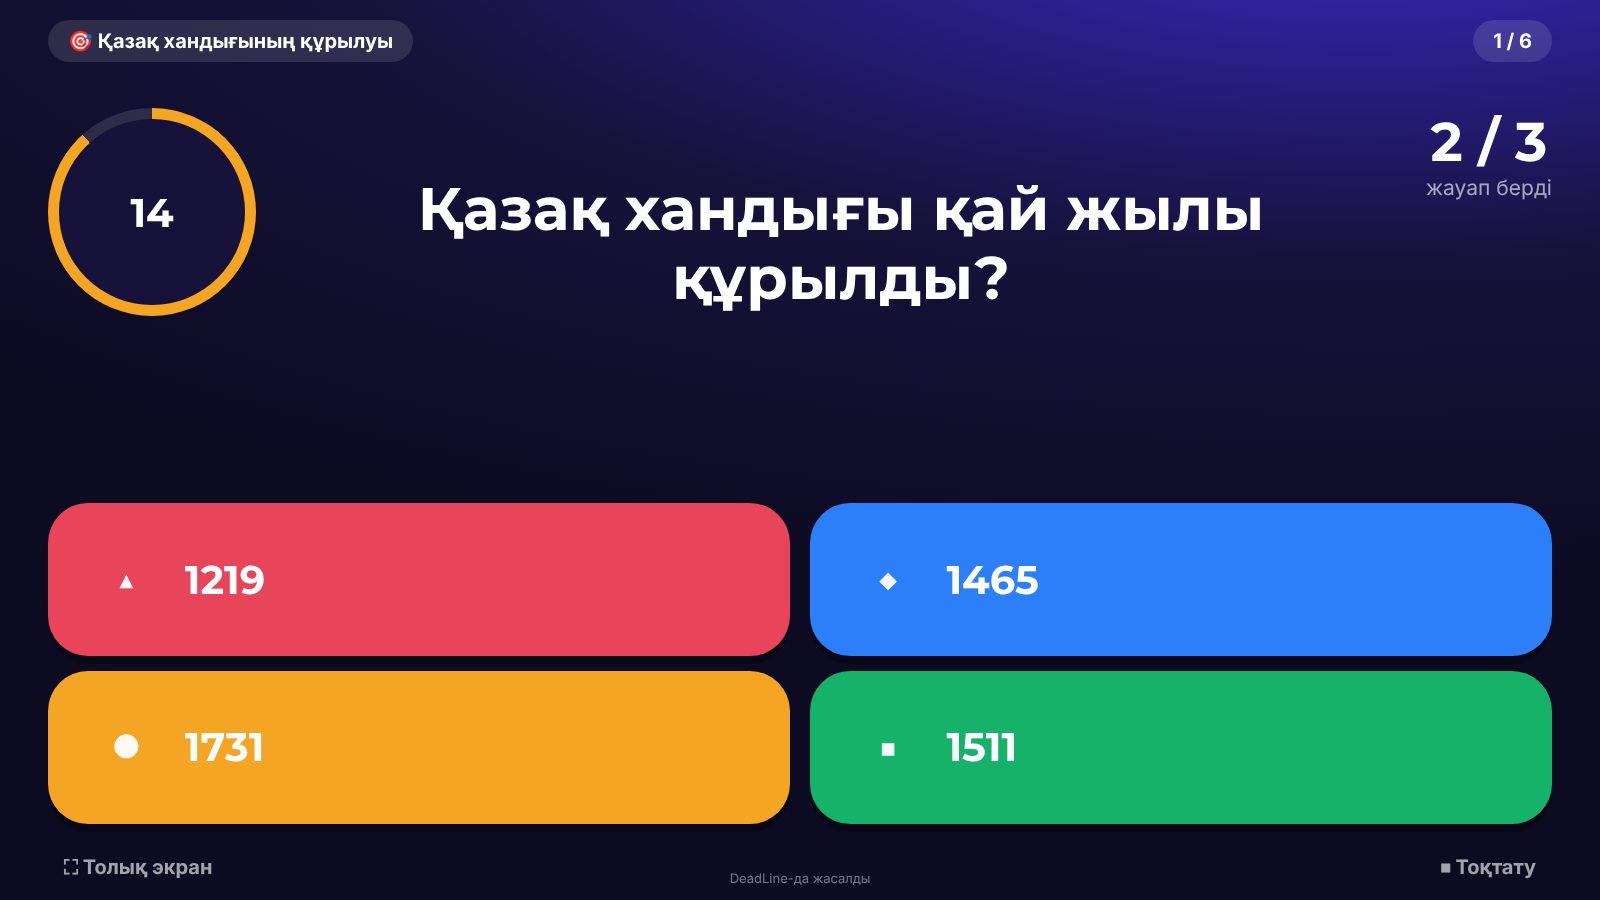 🎯 Қазақ хандығының құрылуы
1 / 6
14
2 / 3
жауап берді
Қазақ хандығы қай жылы
құрылды?
▲ 1219
◆ 1465
● 1731
■ 1511
⛶ Толық экран
DeadLine-да жасалды
■ Тоқтату